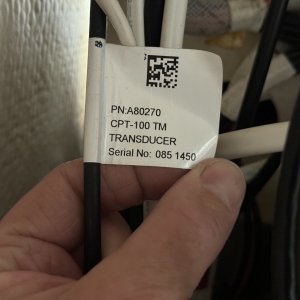 PN:A80270
CPT-100 TM
TRANSDUCER
Serial No: 085 1450